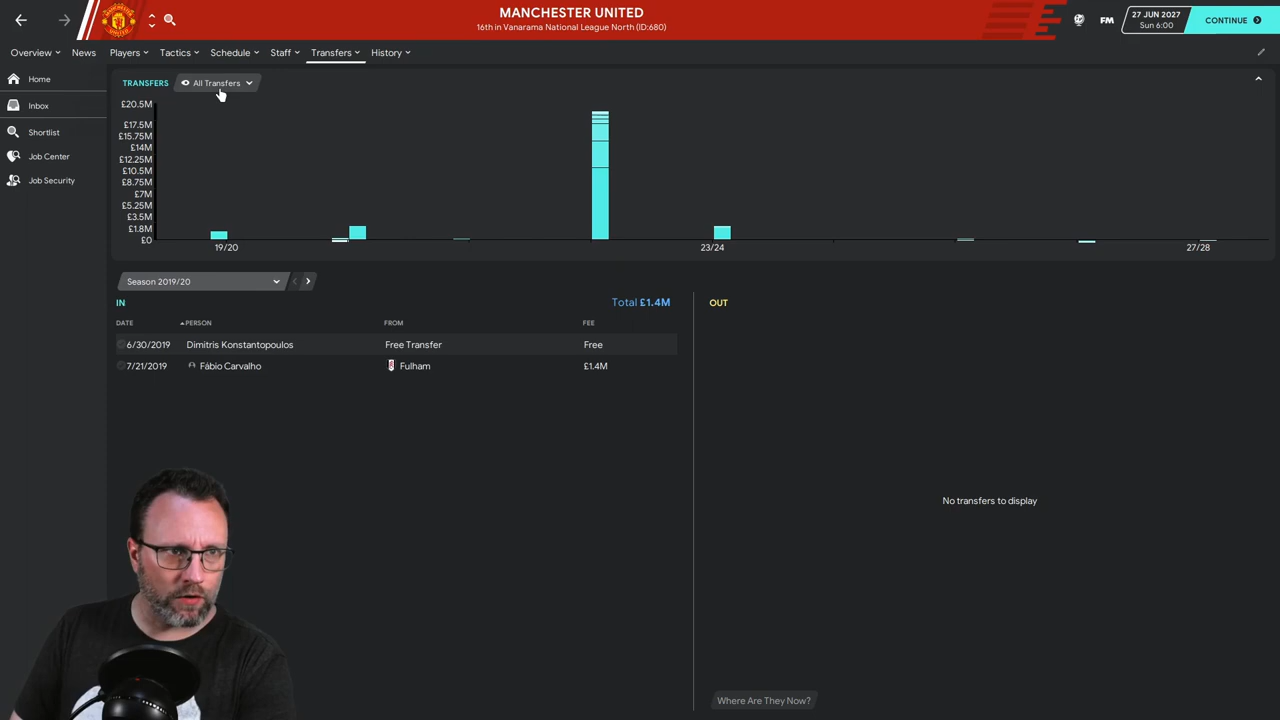 MANCHESTER UNITED
16th in Vanarama National League North (ID:680)
FM
27 JUN 2027
Sun 6:00
CONTINUE
Overview
News
Players
Tactics
Schedule
Staff
Transfers
History
Home
Inbox
Shortlist
Job Center
Job Security
TRANSFERS
All Transfers
£20.5M
£17.5M
£15.75M
£14M
£12.25M
£10.5M
£8.75M
£7M
£5.25M
£3.5M
£1.8M
£0
19/20
23/24
27/28
Season 2019/20
IN
Total £1.4M
DATE
PERSON
FROM
FEE
6/30/2019 Dimitris Konstantopoulos Free Transfer Free
7/21/2019 Fábio Carvalho Fulham £1.4M
OUT
No transfers to display
Where Are They Now?